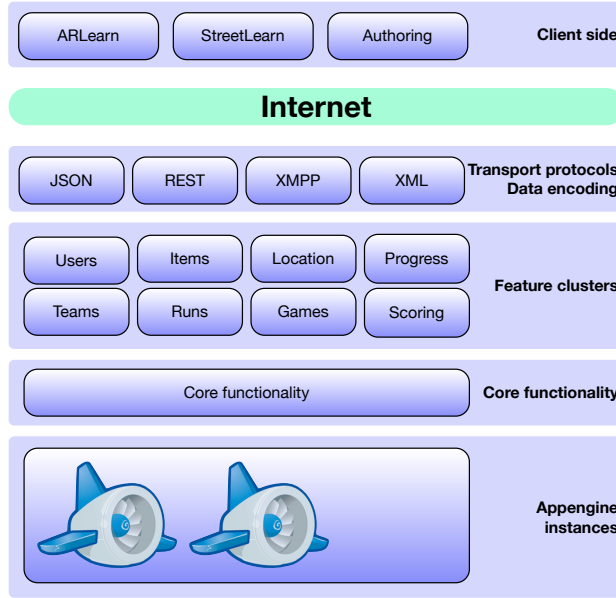 ARLearn StreetLearn Authoring Client side
Internet
JSON REST XMPP XML Transport protocols
Data encoding
Users Items Location Progress
Feature clusters
Teams Runs Games Scoring
Core functionality Core functionality
Appengine
instances